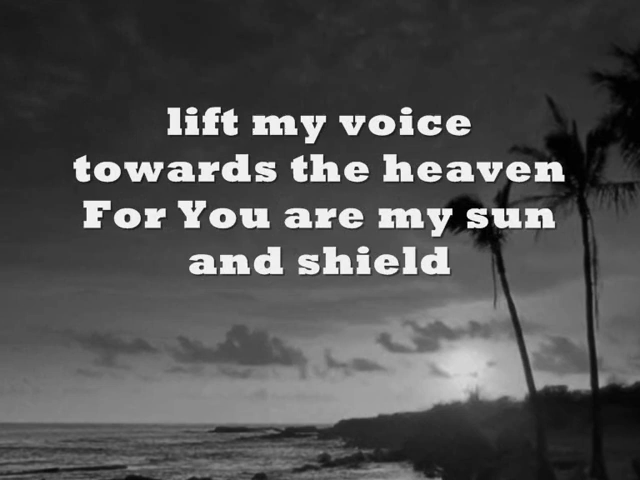 lift my voice
towards the heaven
For You are my sun
and shield